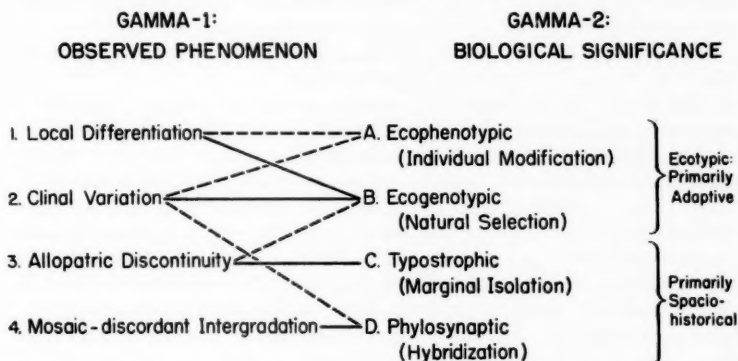 GAMMA-1:
OBSERVED PHENOMENON
GAMMA-2:
BIOLOGICAL SIGNIFICANCE
1. Local Differentiation
2. Clinal Variation
3. Allopatric Discontinuity
4. Mosaic-discordant Intergradation
A. Ecophenotypic
(Individual Modification)
B. Ecogenotypic
(Natural Selection)
C. Typostrophic
(Marginal Isolation)
D. Phylosynaptic
(Hybridization)
Ecotypic:
Primarily
Adaptive
Primarily
Spacio-
historical